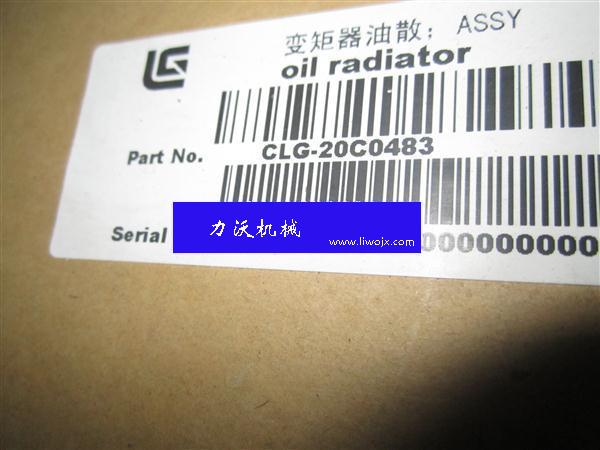 变矩器油散；ASSY
oil radiator
Part No. CLG-20C0483
Serial 000000000
力沃机械
www.liwojx.com